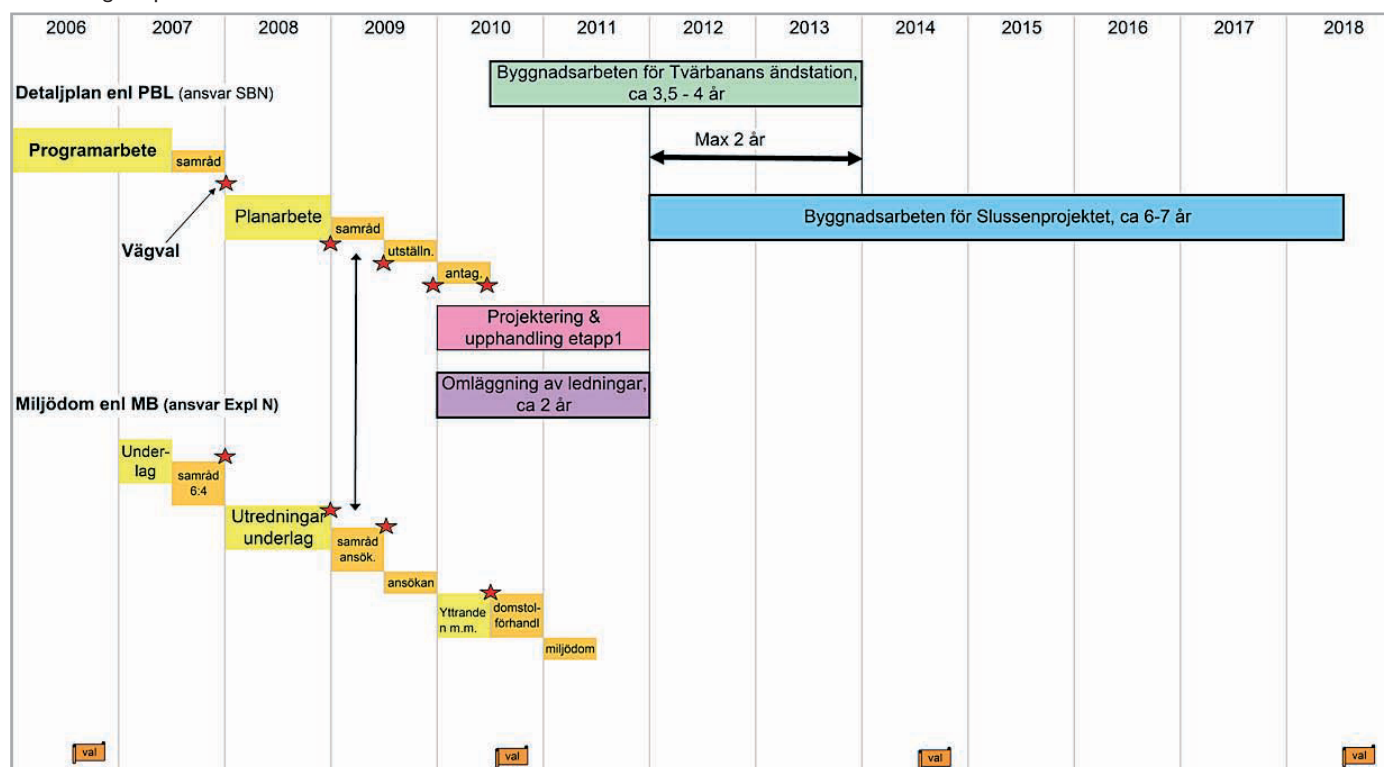 2006 2007 2008 2009 2010 2011 2012 2013 2014 2015 2016 2017 2018
Byggnadsarbeten för Tvärbanans ändstation,
ca 3,5 - 4 år
Detaljplan enl PBL (ansvar SBN)
Max 2 år
Programarbete
samråd
Planarbete
samråd
Byggnadsarbeten för Slussenprojektet, ca 6-7 år
Vägval
utställn.
antag.
Projektering &
upphandling etapp1
Omläggning av ledningar,
ca 2 år
Miljödom enl MB (ansvar Expl N)
Under-
lag
samråd
6:4
Utredningar
underlag
samråd
ansök.
ansökan
Yttrande
n m.m.
domstol-
förhandl
miljödom
val
val
val
val